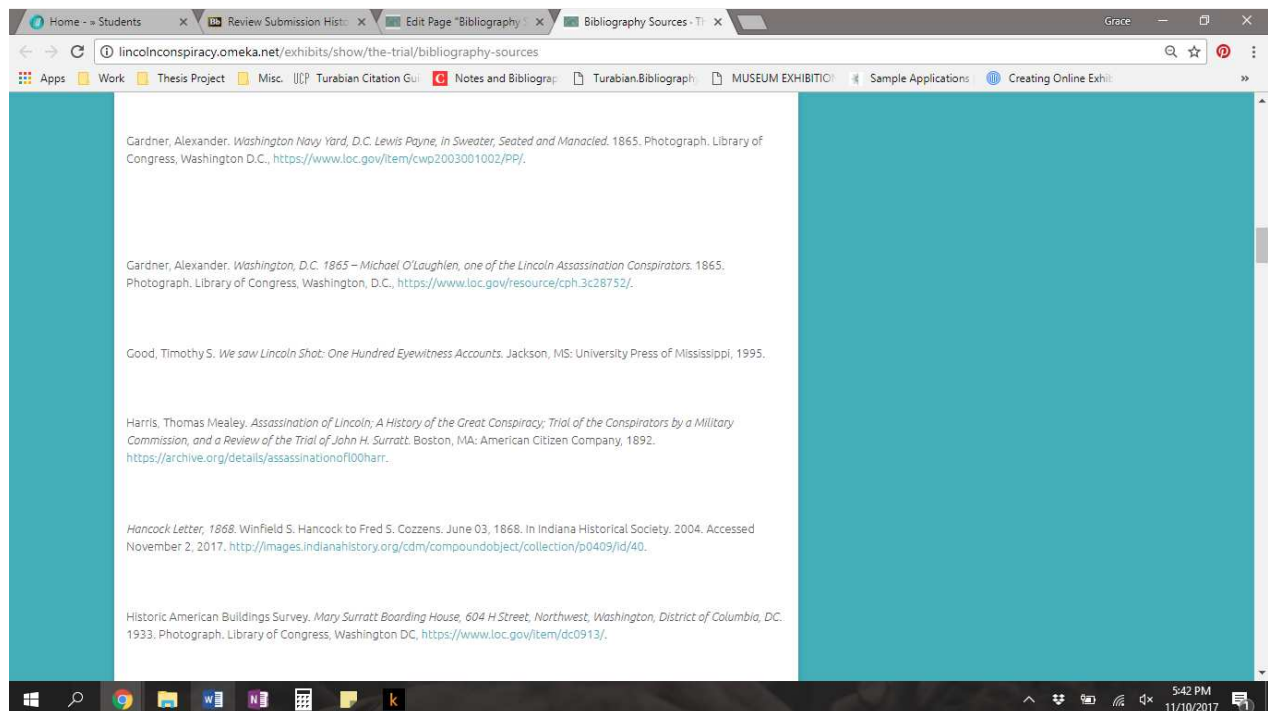 Home - » Students
Review Submission Hist
Edit Page "Bibliography S
Bibliography Sources - Th
Grace
lincolnconspiracy.omeka.net/exhibits/show/the-trial/bibliography-sources
Apps Work Thesis Project Misc. Turabian Citation Gui Notes and Bibliograp Turabian.Bibliograph MUSEUM EXHIBITIO Sample Applications Creating Online Exhi »
Gardner, Alexander. Washington Navy Yard, D.C. Lewis Payne, in Sweater, Seated and Manacled. 1865. Photograph. Library of
Congress, Washington D.C., https://www.loc.gov/item/cwp2003001002/PP/.
Gardner, Alexander. Washington, D.C. 1865 – Michael O'Laughlen, one of the Lincoln Assassination Conspirators. 1865.
Photograph. Library of Congress, Washington, D.C., https://www.loc.gov/resource/cph.3c28752/.
Good, Timothy S. We saw Lincoln Shot: One Hundred Eyewitness Accounts. Jackson, MS: University Press of Mississippi, 1995.
Harris, Thomas Mealey. Assassination of Lincoln; A History of the Great Conspiracy; Trial of the Conspirators by a Military
Commission, and a Review of the Trial of John H. Surratt. Boston, MA: American Citizen Company, 1892.
https://archive.org/details/assassinationofl00harr.
Hancock Letter, 1868. Winfield S. Hancock to Fred S. Cozzens. June 03, 1868. In Indiana Historical Society. 2004. Accessed
November 2, 2017. http://images.indianahistory.org/cdm/compoundobject/collection/p0409/id/40.
Historic American Buildings Survey. Mary Surratt Boarding House, 604 H Street, Northwest, Washington, District of Columbia, DC.
1933. Photograph. Library of Congress, Washington DC, https://www.loc.gov/item/dc0913/.
5:42 PM
11/10/2017